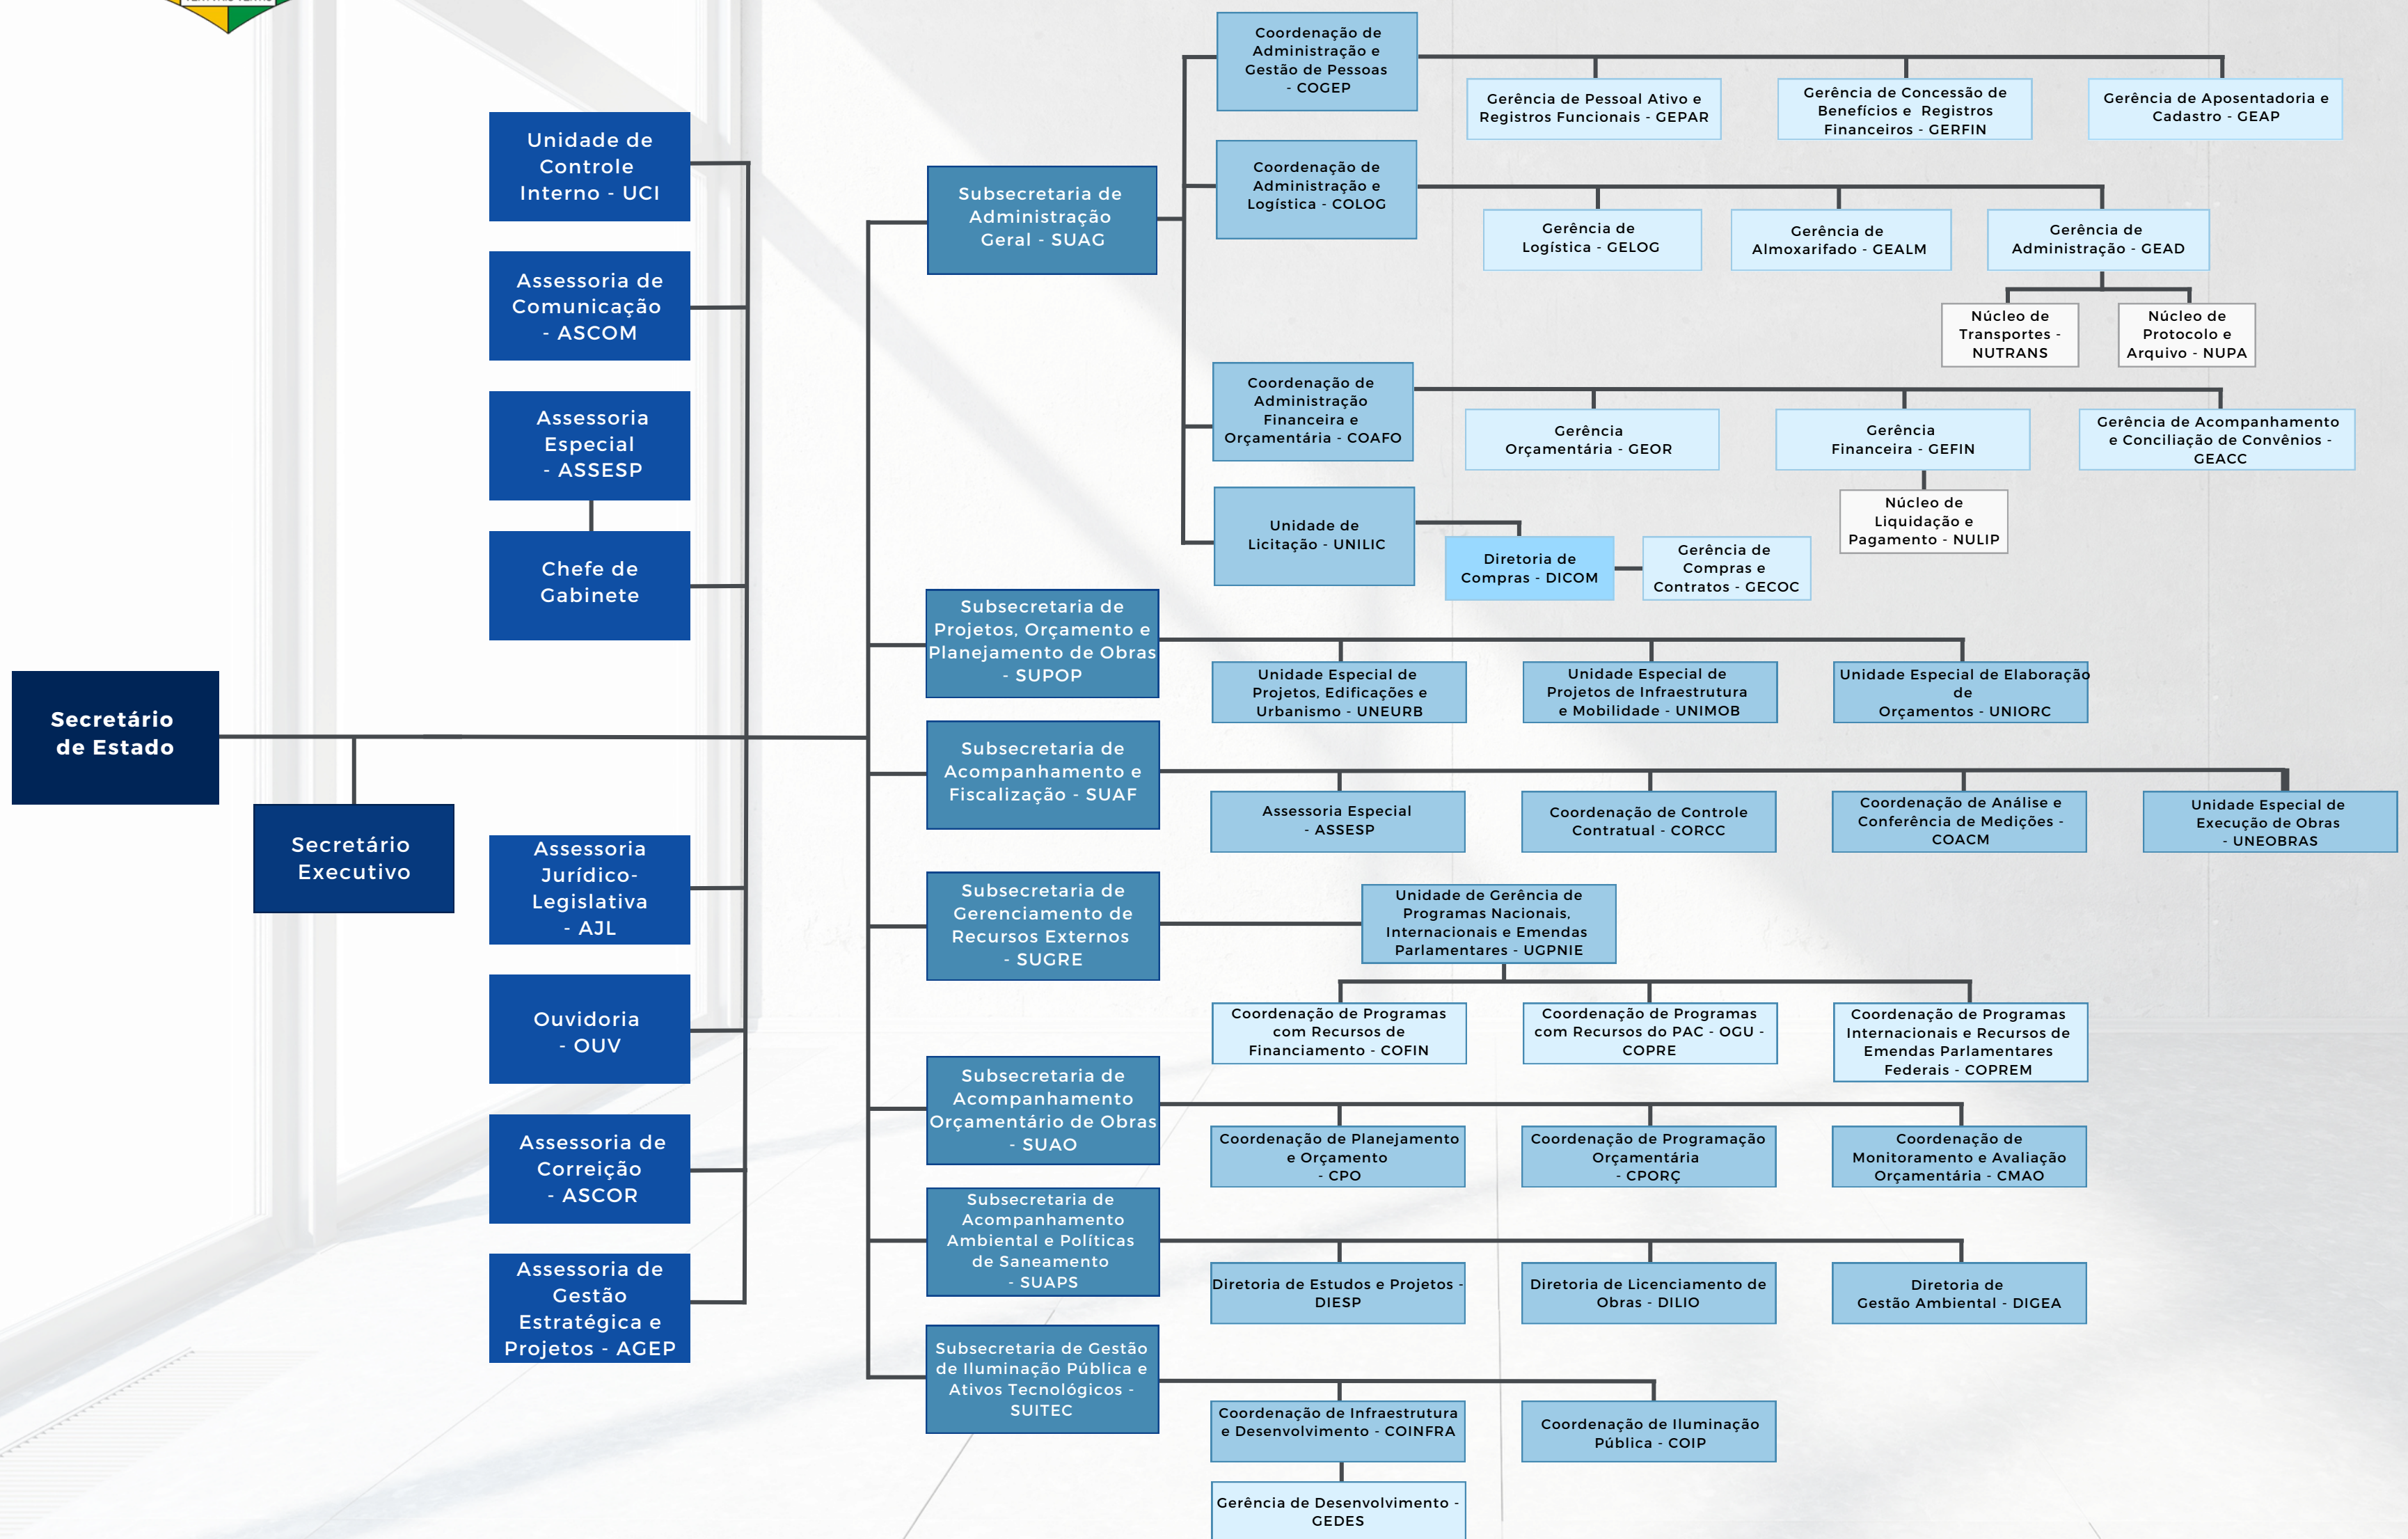 Secretário
de Estado
Secretário
Executivo
Unidade de
Controle
Interno - UCI
Assessoria de
Comunicação
- ASCOM
Assessoria
Especial
- ASSESP
Chefe de
Gabinete
Assessoria
Jurídico-
Legislativa
- AJL
Ouvidoria
- OUV
Assessoria de
Correição
- ASCOR
Assessoria de
Gestão
Estratégica e
Projetos - AGEP
Subsecretaria de
Administração
Geral - SUAG
Coordenação de
Administração e
Gestão de Pessoas
- COGEP
Gerência de Pessoal Ativo e
Registros Funcionais - GEPAR
Gerência de Concessão de
Benefícios e Registros
Financeiros - GERFIN
Gerência de Aposentadoria e
Cadastro - GEAP
Coordenação de
Administração e
Logística - COLOG
Gerência de
Logística - GELOG
Gerência de
Almoxarifado - GEALM
Gerência de
Administração - GEAD
Núcleo de
Transportes -
NUTRANS
Núcleo de
Protocolo e
Arquivo - NUPA
Coordenação de
Administração
Financeira e
Orçamentária - COAFO
Gerência
Orçamentária - GEOR
Gerência
Financeira - GEFIN
Gerência de Acompanhamento
e Conciliação de Convênios -
GEACC
Núcleo de
Liquidação e
Pagamento - NULIP
Unidade de
Licitação - UNILIC
Diretoria de
Compras - DICOM
Gerência de
Compras e
Contratos - GECOC
Subsecretaria de
Projetos, Orçamento e
Planejamento de Obras
- SUPOP
Unidade Especial de
Projetos, Edificações e
Urbanismo - UNEURB
Unidade Especial de
Projetos de Infraestrutura
e Mobilidade - UNIMOB
Unidade Especial de Elaboração
de
Orçamentos - UNIORC
Subsecretaria de
Acompanhamento e
Fiscalização - SUAF
Assessoria Especial
- ASSESP
Coordenação de Controle
Contratual - CORCC
Coordenação de Análise e
Conferência de Medições -
COACM
Unidade Especial de
Execução de Obras
- UNEOBRAS
Subsecretaria de
Gerenciamento de
Recursos Externos
- SUGRE
Unidade de Gerência de
Programas Nacionais,
Internacionais e Emendas
Parlamentares - UGPNIE
Coordenação de Programas
com Recursos de
Financiamento - COFIN
Coordenação de Programas
com Recursos do PAC - OGU -
COPRE
Coordenação de Programas
Internacionais e Recursos de
Emendas Parlamentares
Federais - COPREM
Subsecretaria de
Acompanhamento
Orçamentário de Obras
- SUAO
Coordenação de Planejamento
e Orçamento
- CPO
Coordenação de Programação
Orçamentária
- CPORÇ
Coordenação de
Monitoramento e Avaliação
Orçamentária - CMAO
Subsecretaria de
Acompanhamento
Ambiental e Políticas
de Saneamento
- SUAPS
Diretoria de Estudos e Projetos -
DIESP
Diretoria de Licenciamento de
Obras - DILIO
Diretoria de
Gestão Ambiental - DIGEA
Subsecretaria de Gestão
de Iluminação Pública e
Ativos Tecnológicos -
SUITEC
Coordenação de Infraestrutura
e Desenvolvimento - COINFRA
Coordenação de Iluminação
Pública - COIP
Gerência de Desenvolvimento -
GEDES